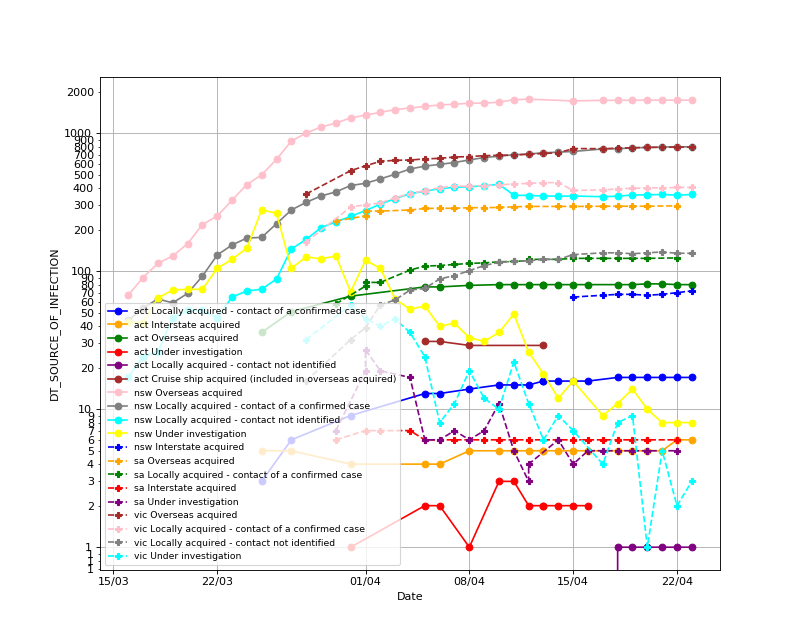 2000
1000
900
800
700
600
500
400
300
200
100
90
80
70
60
50
40
30
20
10
9
8
7
6
5
4
3
2
1
1
1
DT_SOURCE_OF_INFECTION
act Locally acquired - contact of a confirmed case
act Interstate acquired
act Overseas acquired
act Under investigation
act Locally acquired - contact not identified
act Cruise ship acquired (included in overseas acquired)
nsw Overseas acquired
nsw Locally acquired - contact of a confirmed case
nsw Locally acquired - contact not identified
nsw Under investigation
nsw Interstate acquired
sa Overseas acquired
sa Locally acquired - contact of a confirmed case
sa Interstate acquired
sa Under investigation
vic Overseas acquired
vic Locally acquired - contact of a confirmed case
vic Locally acquired - contact not identified
vic Under investigation
15/03 22/03 01/04 08/04 15/04 22/04
Date